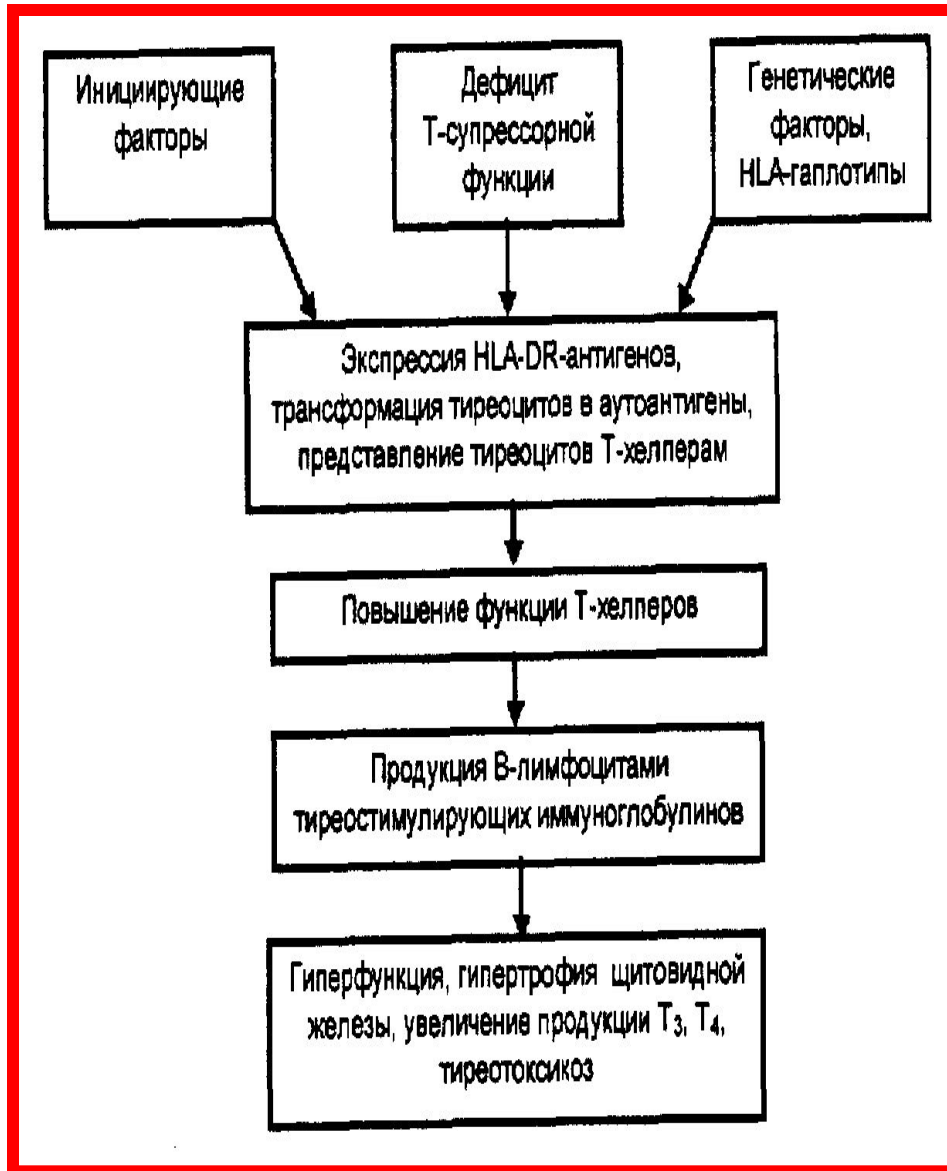 Инициирующие
факторы
Дефицит
Т-супрессорной
функции
Генетические
факторы,
HLA-гаплотипы
Экспрессия HLA-DR-антигенов,
трансформация тиреоцитов в аутоантигены,
представление тиреоцитов Т-хелперам
Повышение функции Т-хелперов
Продукция В-лимфоцитами
тиреостимулирующих иммуноглобулинов
Гиперфункция, гипертрофия щитовидной
железы, увеличение продукции Т₃, Т₄,
тиреотоксикоз